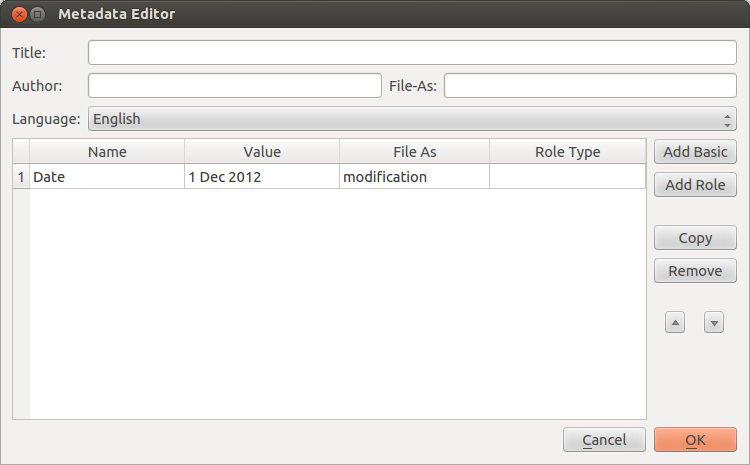 Metadata Editor
Title:
Author: File-As:
Language: English
Name Value File As Role Type
1 Date 1 Dec 2012 modification
Add Basic
Add Role
Copy
Remove
Cancel OK